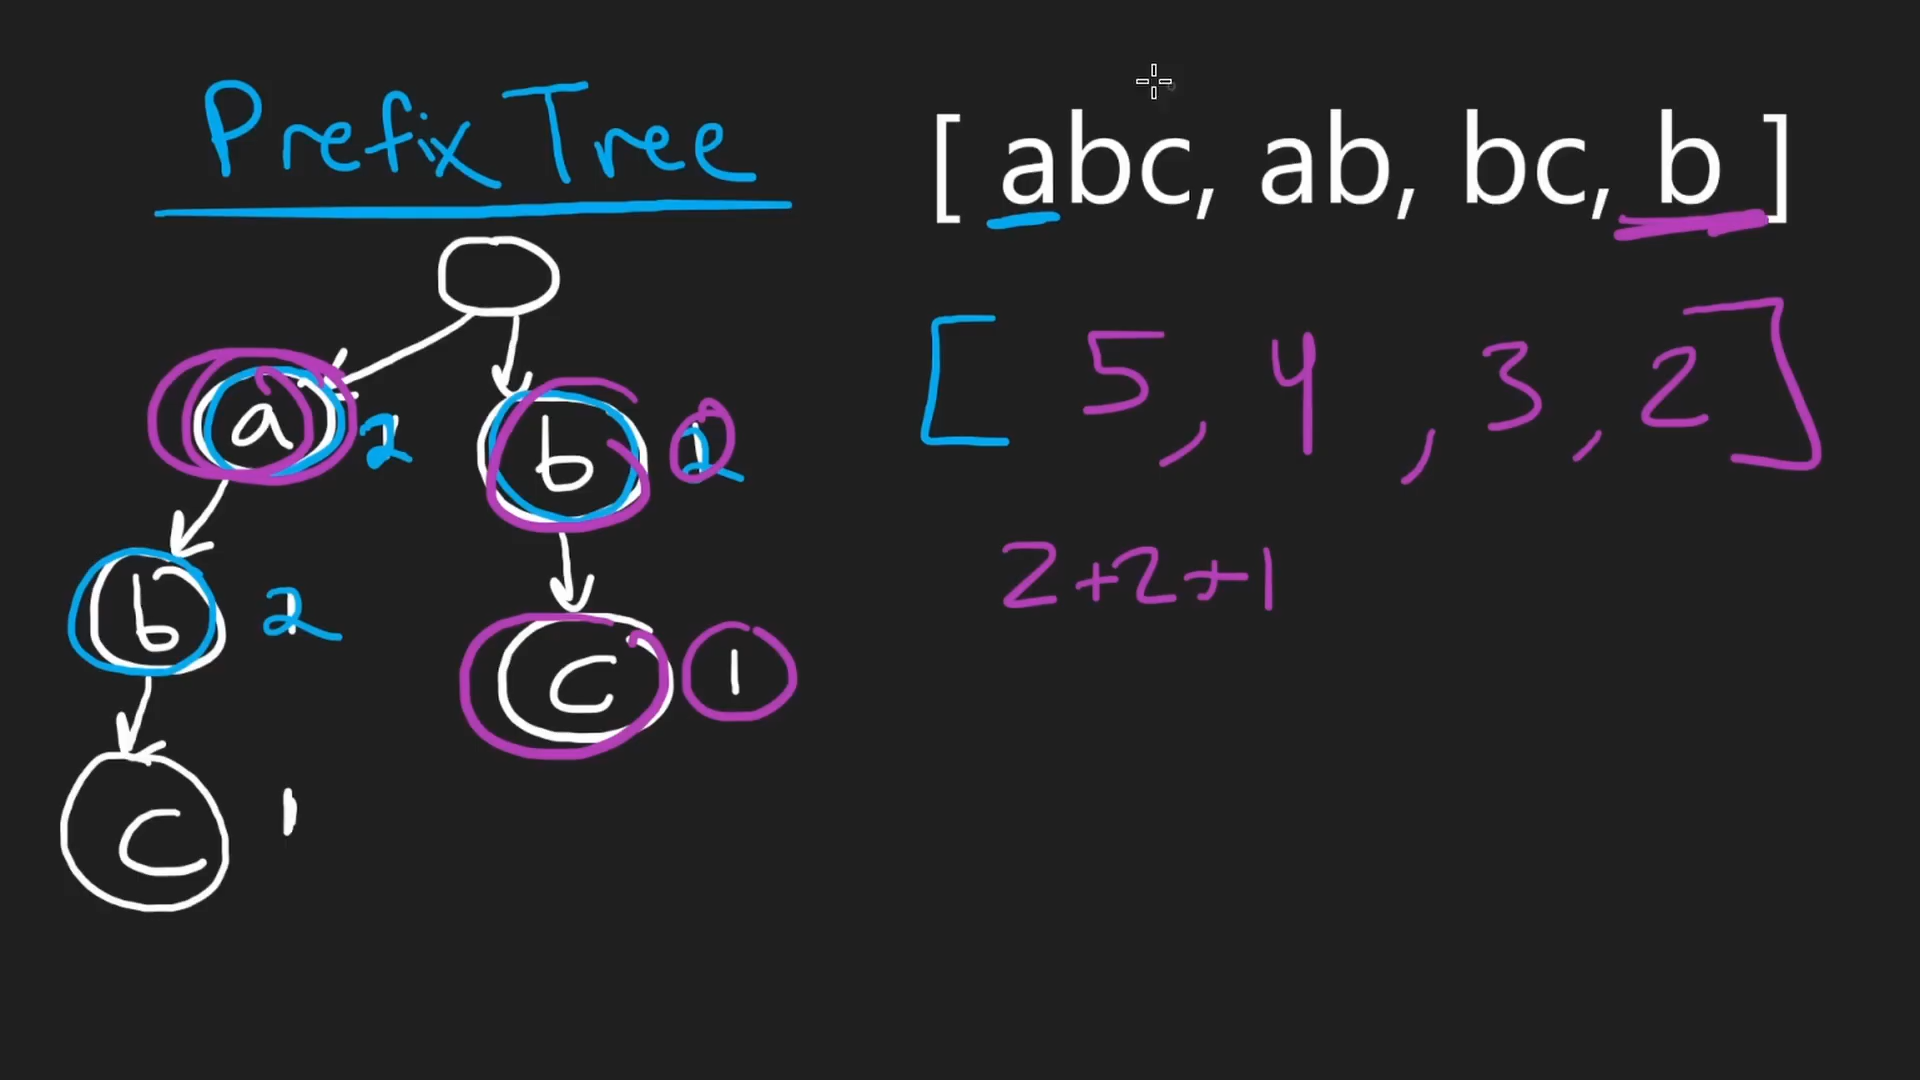 Prefix Tree
[ abc, ab, bc, b ]
[ 5, 4, 3, 2 ]
a 2
b 2
b 2
2+2+1
c 1
c 1